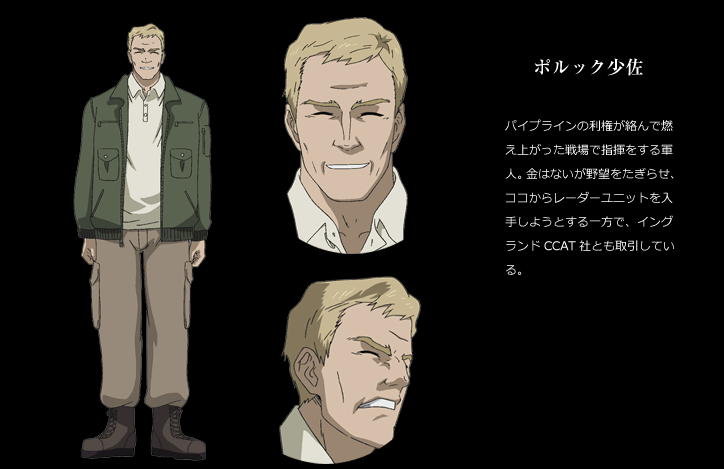 ポルック少佐
パイプラインの利権が絡んで燃
え上がった戦場で指揮をする軍
人。金はないが野望をたぎらせ、
ココからレーダーユニットを入
手しようとする一方で、イング
ランドCCAT社とも取引してい
る。